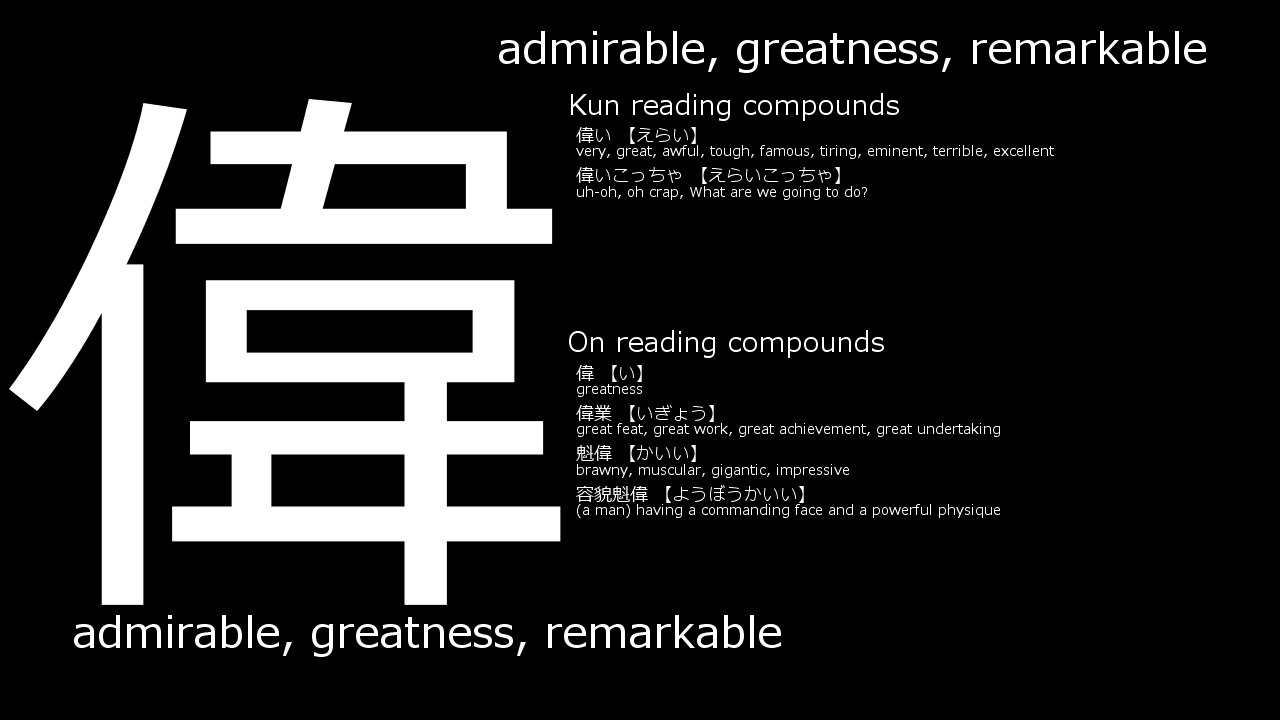 admirable, greatness, remarkable
偉
Kun reading compounds
偉い 【えらい】
very, great, awful, tough, famous, tiring, eminent, terrible, excellent
偉いこっちゃ 【えらいこっちゃ】
uh-oh, oh crap, What are we going to do?
On reading compounds
偉 【い】
greatness
偉業 【いぎょう】
great feat, great work, great achievement, great undertaking
魁偉 【かいい】
brawny, muscular, gigantic, impressive
容貌魁偉 【ようぼうかいい】
(a man) having a commanding face and a powerful physique
admirable, greatness, remarkable